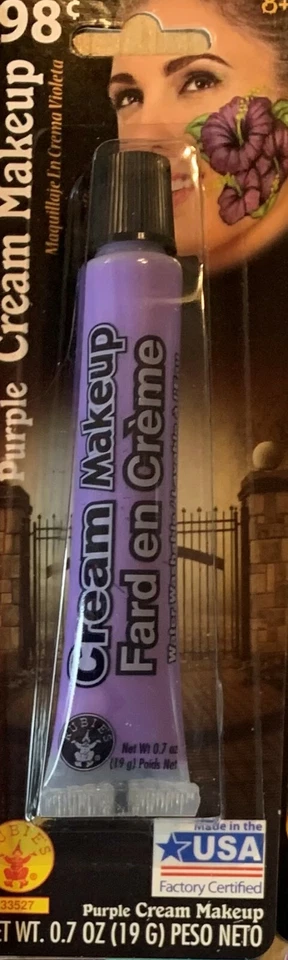 98¢
8+
Purple Cream Makeup
Maquillaje En Crema Violeta
Cream Makeup
Fard en Crème
Water Washable
RUBIES
Net Wt 0.7 oz
(19 g) Poids Net
RUBIES
33527
Made in the
USA
Factory Certified
Purple Cream Makeup
ET WT. 0.7 OZ (19 G) PESO NETO